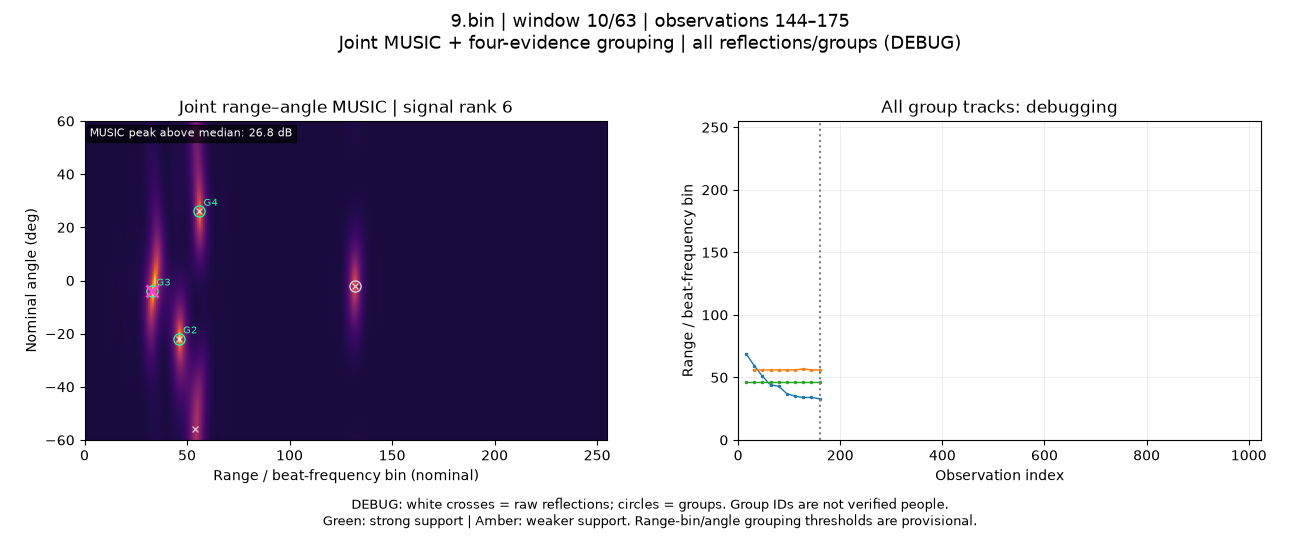 9.bin | window 10/63 | observations 144–175
Joint MUSIC + four-evidence grouping | all reflections/groups (DEBUG)
Joint range–angle MUSIC | signal rank 6
MUSIC peak above median: 26.8 dB
60
40
20
0
−20
−40
−60
Nominal angle (deg)
G4
G3
G2
0
50
100
150
200
250
Range / beat-frequency bin (nominal)
All group tracks: debugging
250
200
150
100
50
0
Range / beat-frequency bin
0
200
400
600
800
1000
Observation index
DEBUG: white crosses = raw reflections; circles = groups. Group IDs are not verified people.
Green: strong support | Amber: weaker support. Range-bin/angle grouping thresholds are provisional.